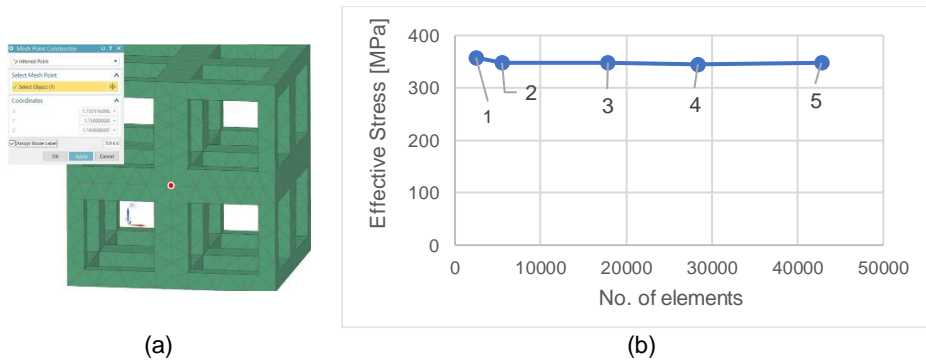 Mesh Point Constructor
Inferred Point
Select Mesh Point
Select Object (1)
Coordinates
X
Y
Z
Accept Node Label
OK Apply Cancel
(a)
Effective Stress [MPa]
400
300
200
100
0
1
2
3
4
5
0 10000 20000 30000 40000 50000
No. of elements
(b)